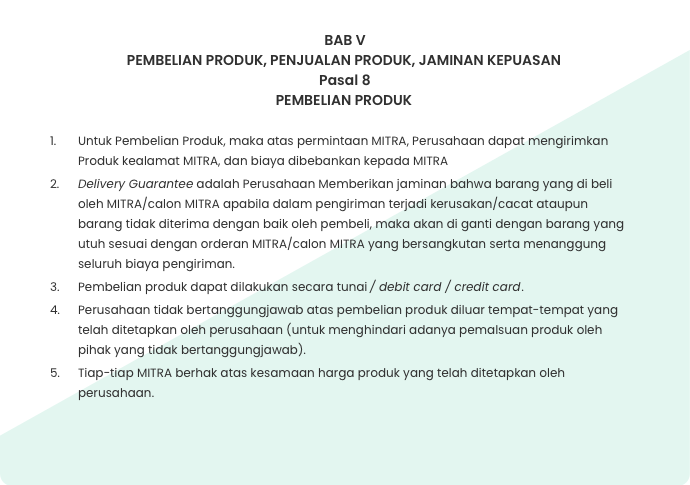 BAB V
PEMBELIAN PRODUK, PENJUALAN PRODUK, JAMINAN KEPUASAN
Pasal 8
PEMBELIAN PRODUK
1. Untuk Pembelian Produk, maka atas permintaan MITRA, Perusahaan dapat mengirimkan
Produk kealamat MITRA, dan biaya dibebankan kepada MITRA
2. Delivery Guarantee adalah Perusahaan Memberikan jaminan bahwa barang yang di beli
oleh MITRA/calon MITRA apabila dalam pengiriman terjadi kerusakan/cacat ataupun
barang tidak diterima dengan baik oleh pembeli, maka akan di ganti dengan barang yang
utuh sesuai dengan orderan MITRA/calon MITRA yang bersangkutan serta menanggung
seluruh biaya pengiriman.
3. Pembelian produk dapat dilakukan secara tunai / debit card / credit card.
4. Perusahaan tidak bertanggungjawab atas pembelian produk diluar tempat-tempat yang
telah ditetapkan oleh perusahaan (untuk menghindari adanya pemalsuan produk oleh
pihak yang tidak bertanggungjawab).
5. Tiap-tiap MITRA berhak atas kesamaan harga produk yang telah ditetapkan oleh
perusahaan.